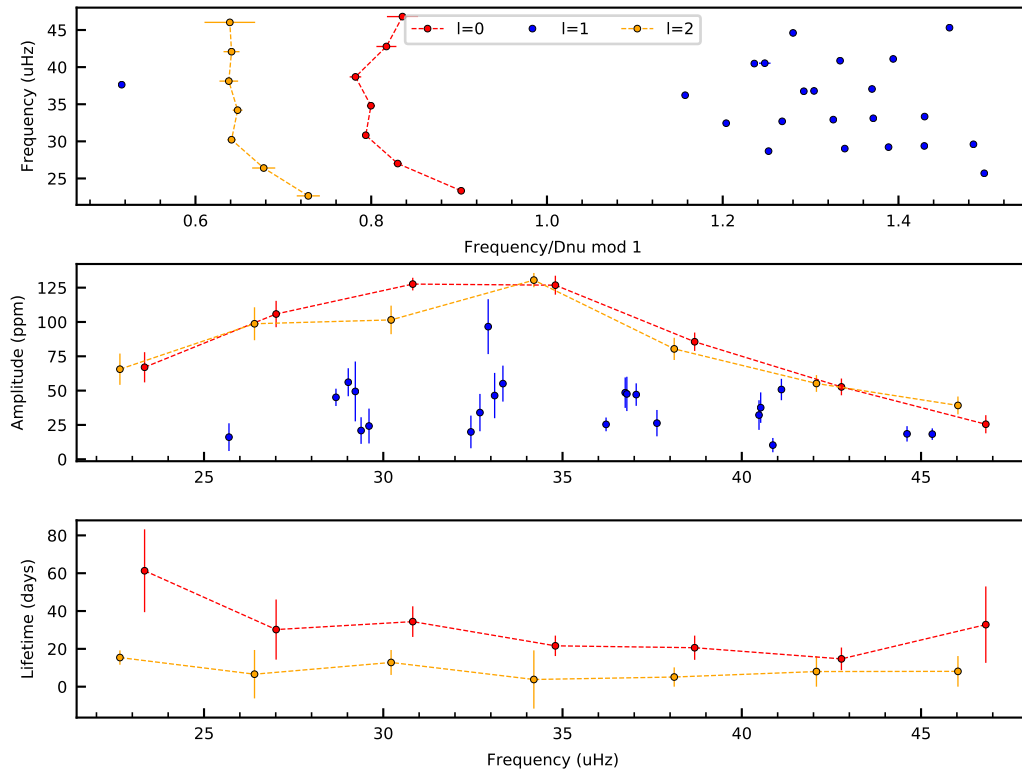 l=0 l=1 l=2
Frequency (uHz)
45
40
35
30
25
0.6 0.8 1.0 1.2 1.4
Frequency/Dnu mod 1
Amplitude (ppm)
125
100
75
50
25
0
25 30 35 40 45
Lifetime (days)
80
60
40
20
0
25 30 35 40 45
Frequency (uHz)